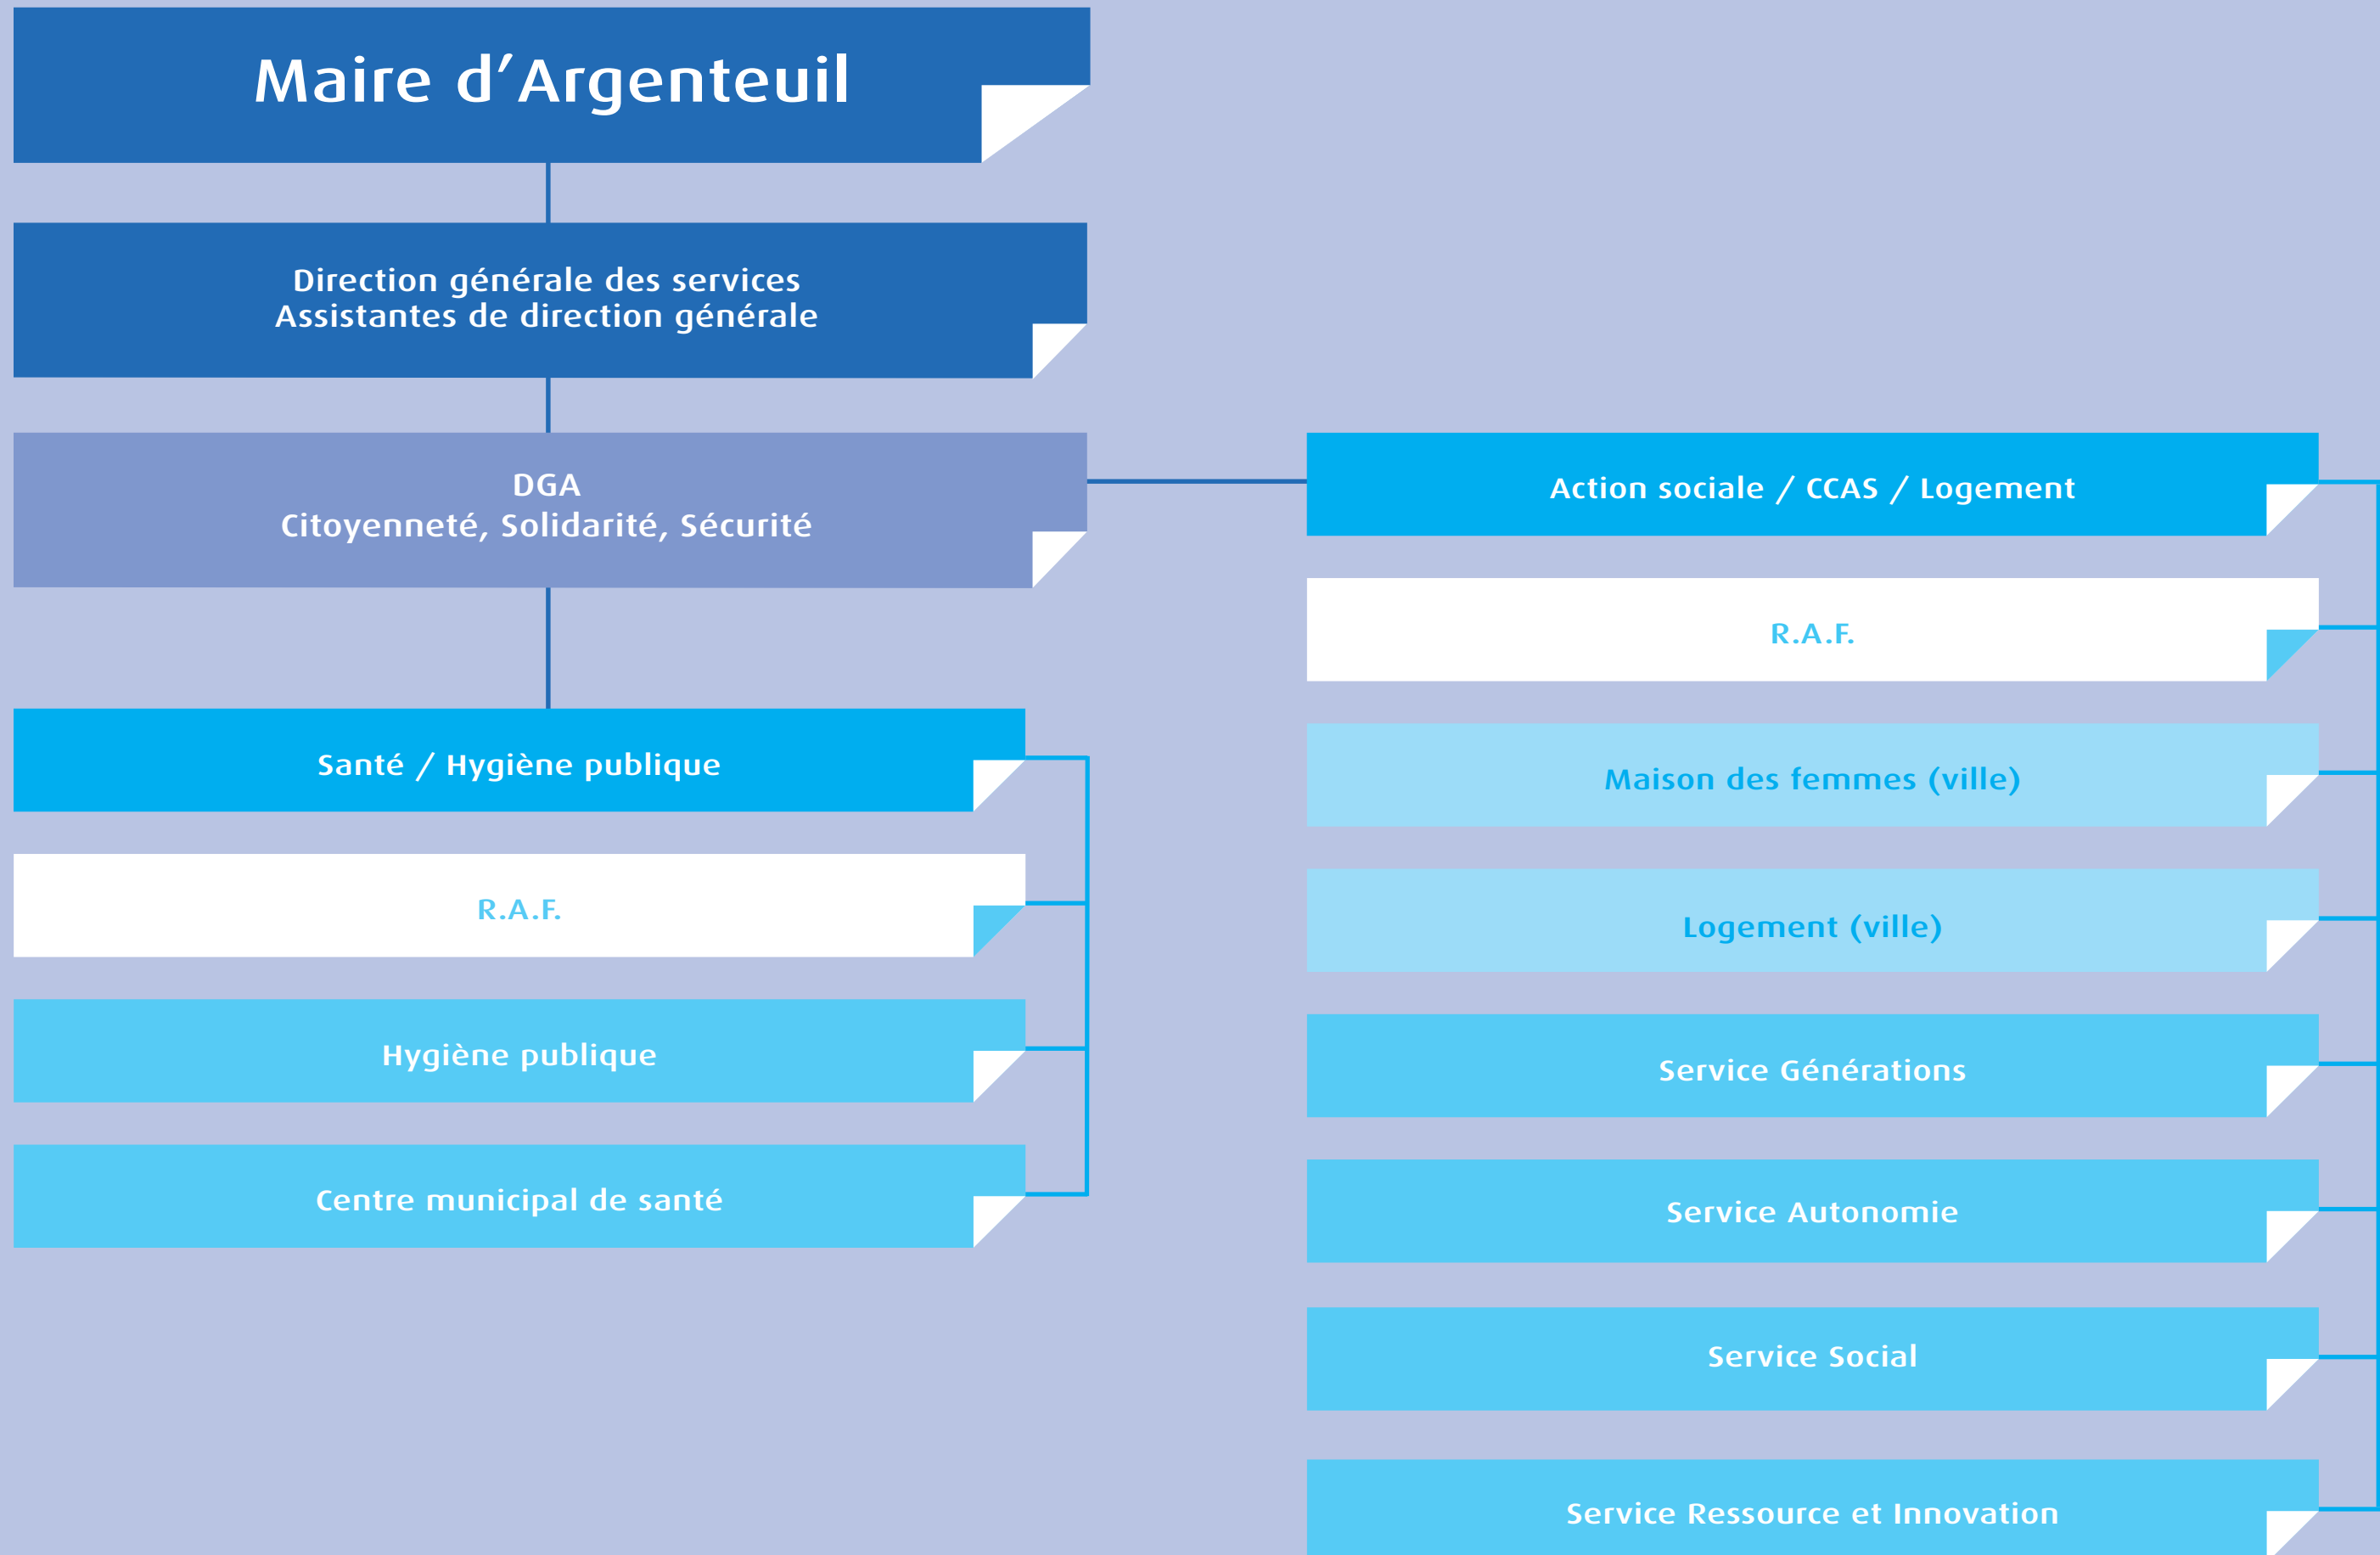 Maire d’Argenteuil
Direction générale des services
Assistantes de direction générale
DGA
Citoyenneté, Solidarité, Sécurité
Santé / Hygiène publique
R.A.F.
Hygiène publique
Centre municipal de santé
Action sociale / CCAS / Logement
R.A.F.
Maison des femmes (ville)
Logement (ville)
Service Générations
Service Autonomie
Service Social
Service Ressource et Innovation